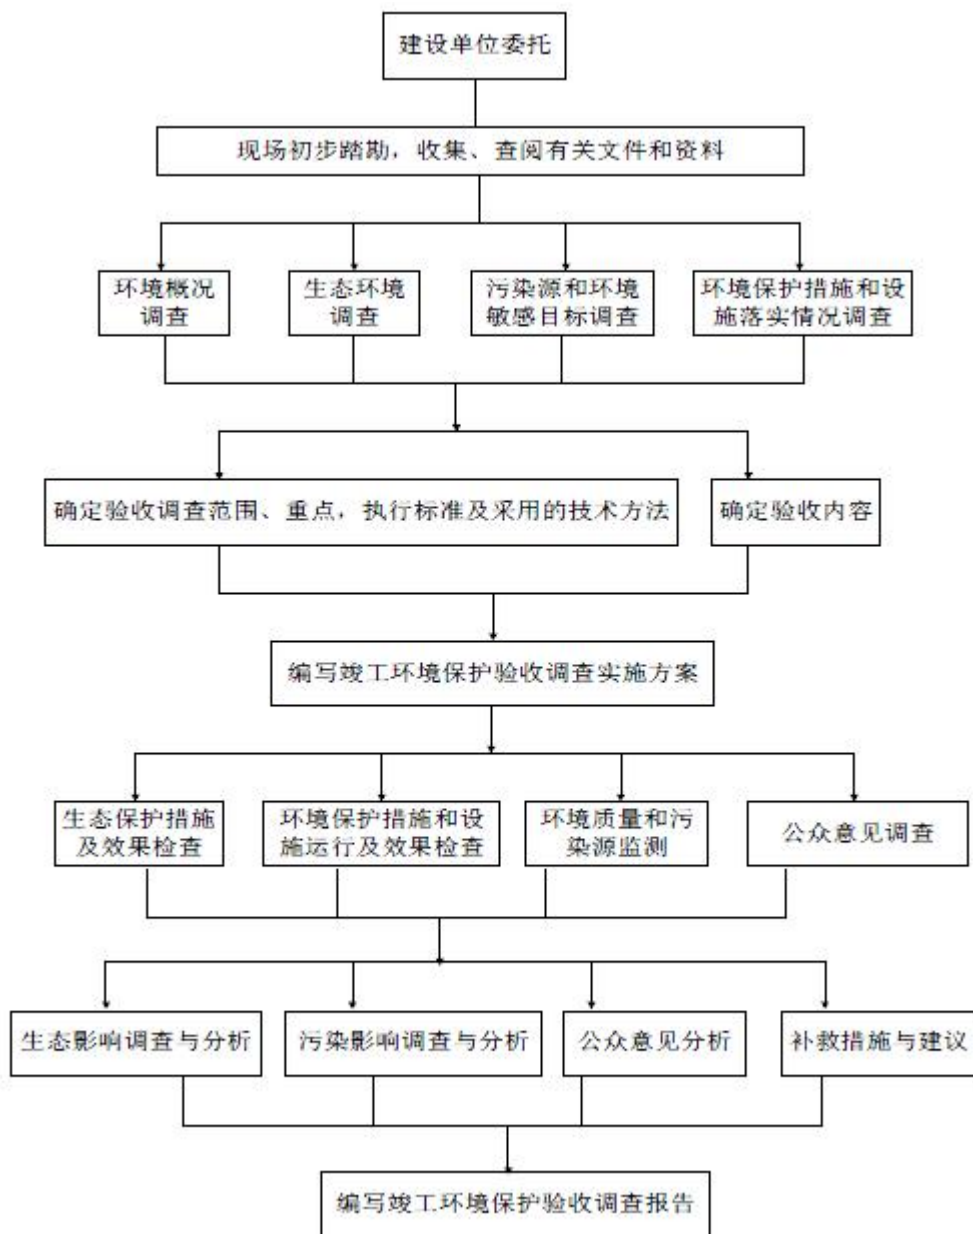 建设单位委托
现场初步踏勘，收集、查阅有关文件和资料
环境概况
调查
生态环境
调查
污染源和环境
敏感目标调查
环境保护措施和设
施落实情况调查
确定验收调查范围、重点，执行标准及采用的技术方法
确定验收内容
编写竣工环境保护验收调查实施方案
生态保护措施
及效果检查
环境保护措施和设
施运行及效果检查
环境质量和污
染源监测
公众意见调查
生态影响调查与分析
污染影响调查与分析
公众意见分析
补救措施与建议
编写竣工环境保护验收调查报告